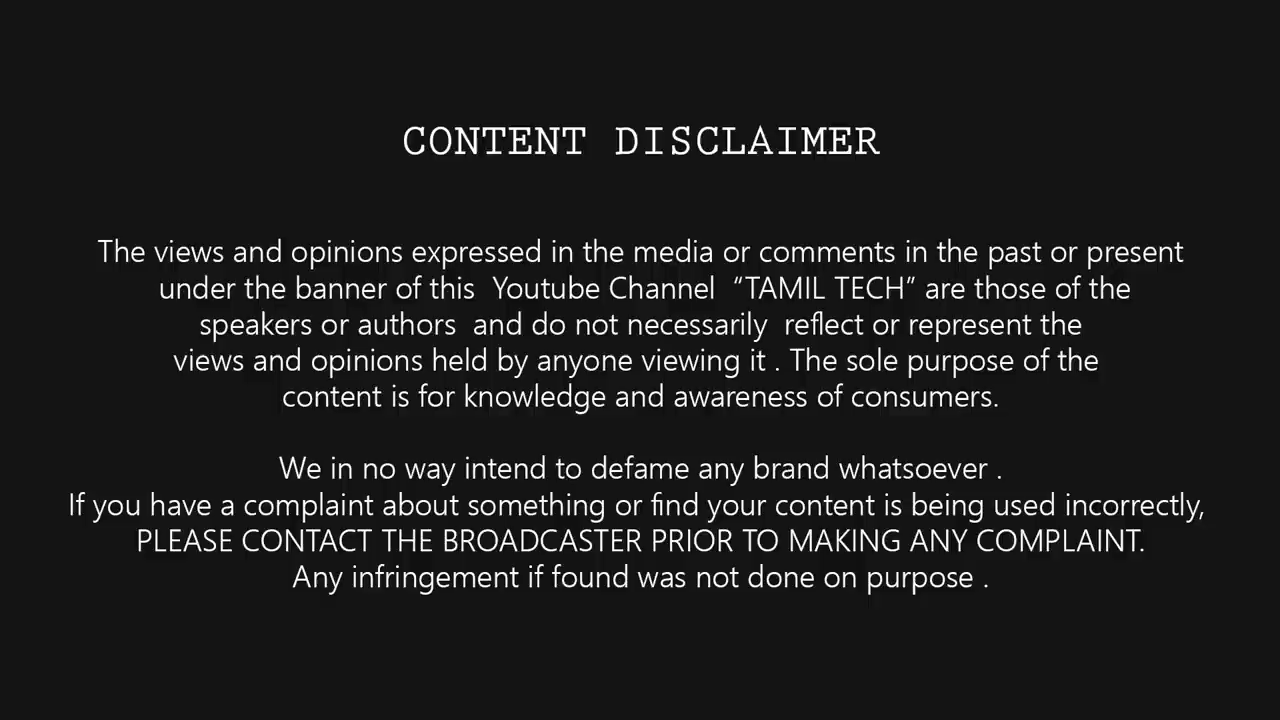 CONTENT DISCLAIMER
The views and opinions expressed in the media or comments in the past or present
under the banner of this Youtube Channel “TAMIL TECH” are those of the
speakers or authors and do not necessarily reflect or represent the
views and opinions held by anyone viewing it . The sole purpose of the
content is for knowledge and awareness of consumers.
We in no way intend to defame any brand whatsoever .
If you have a complaint about something or find your content is being used incorrectly,
PLEASE CONTACT THE BROADCASTER PRIOR TO MAKING ANY COMPLAINT.
Any infringement if found was not done on purpose .